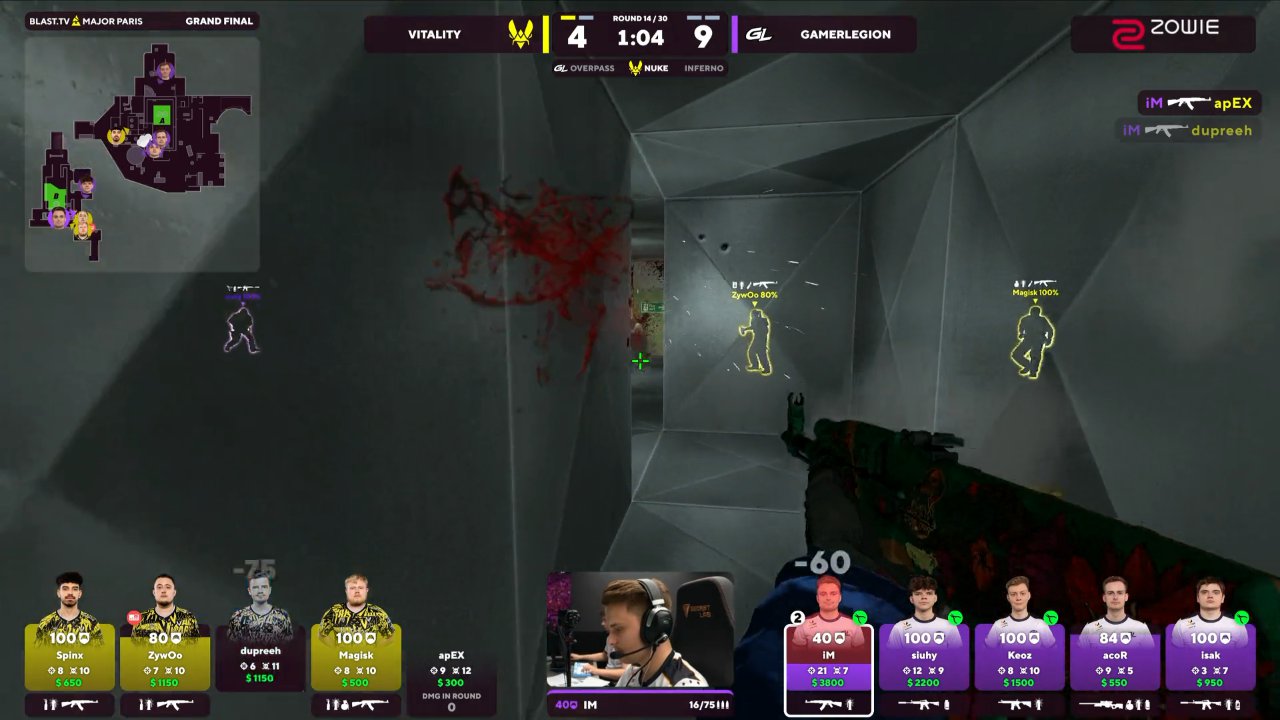 BLAST.TV MAJOR PARIS GRAND FINAL
VITALITY
4
ROUND 14 / 30
1:04
9
GL
GAMERLEGION
ZOWIE
GL OVERPASS NUKE INFERNO
iM apEX
iM dupreeh
A
B
ZywOo 80%
Magisk 100%
-75
-60
SECRET LAB
100
Spinx
8 10
$650
80
ZywOo
7 10
$1150
dupreeh
6 11
$1150
100
Magisk
8 10
$500
apEX
9 12
$300
DMG IN ROUND
0
40 IM 16/75
2
40
iM
21 7
$3800
100
siuhy
12 9
$2200
100
Keoz
8 10
$1500
84
acoR
9 5
$550
100
isak
3 7
$950